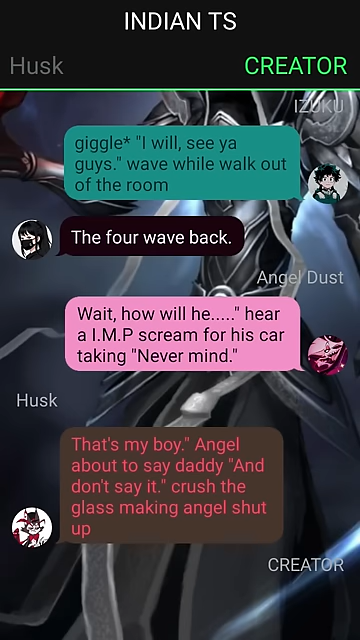 INDIAN TS
Husk
CREATOR
IZUKU
giggle* "I will, see ya
guys." wave while walk out
of the room
The four wave back.
Angel Dust
Wait, how will he....." hear
a I.M.P scream for his car
taking "Never mind."
Husk
That's my boy." Angel
about to say daddy "And
don't say it." crush the
glass making angel shut
up
CREATOR